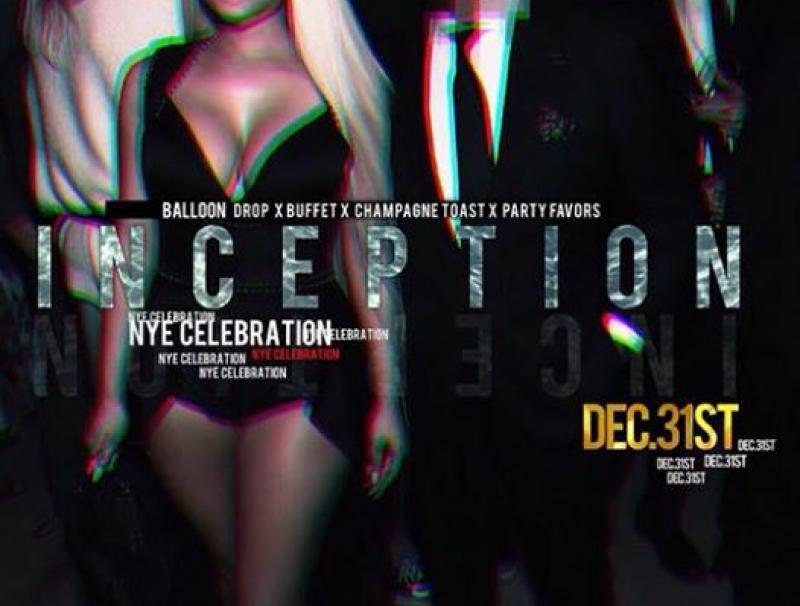 BALLOON DROP X BUFFET X CHAMPAGNE TOAST X PARTY FAVORS
INCEPTION
NYE CELEBRATION
NYE CELEBRATION
CELEBRATION
NYE CELEBRATION
NYE CELEBRATION
NYE CELEBRATION
DEC.31ST
DEC.31ST
DEC.31ST
DEC.31ST
DEC.31ST